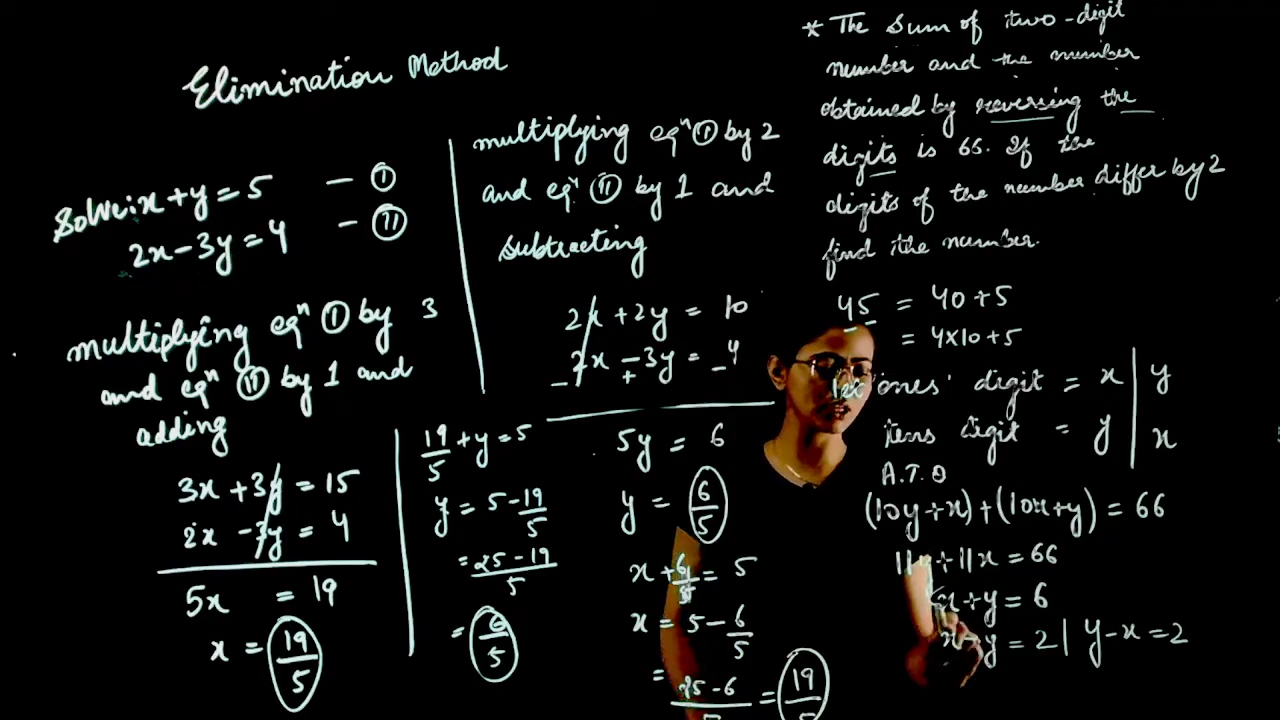 Elimination Method
Solve: x + y = 5 — (I)
2x - 3y = 4 — (II)
multiplying eqⁿ (I) by 3
and eqⁿ (II) by 1 and
adding
3x + 3y = 15
2x - 3y = 4
5x = 19
x = 19/5
19/5 + y = 5
y = 5 - 19/5
= 25 - 19/5
= 6/5
multiplying eqⁿ (I) by 2
and eqⁿ (II) by 1 and
subtracting
2x + 2y = 10
2x - 3y = 4
- + -
5y = 6
y = 6/5
x + 6/5 = 5
x = 5 - 6/5
= 25 - 6/5 = 19/5
* The sum of two-digit
number and the number
obtained by reversing the
digits is 66. If the
digits of the number differ by 2
find the number.
45 = 40 + 5
= 4x10+5
ones' digit = x | y
tens digit = y | x
A.T.Q
(10y + x) + (10x + y) = 66
11y + 11x = 66
x + y = 6
x - y = 2 | y - x = 2